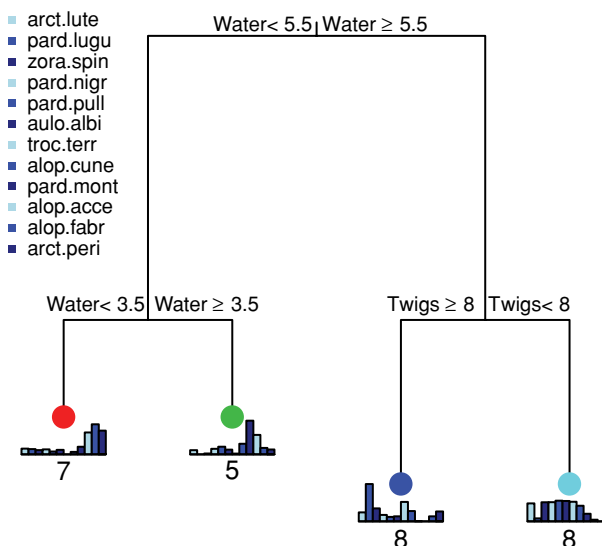 Water< 5.5 Water ≥ 5.5
arct.lute
pard.lugu
zora.spin
pard.nigr
pard.pull
aulo.albi
troc.terr
alop.cune
pard.mont
alop.acce
alop.fabr
arct.peri
Water< 3.5 Water ≥ 3.5
Twigs ≥ 8 Twigs< 8
7
5
8
8